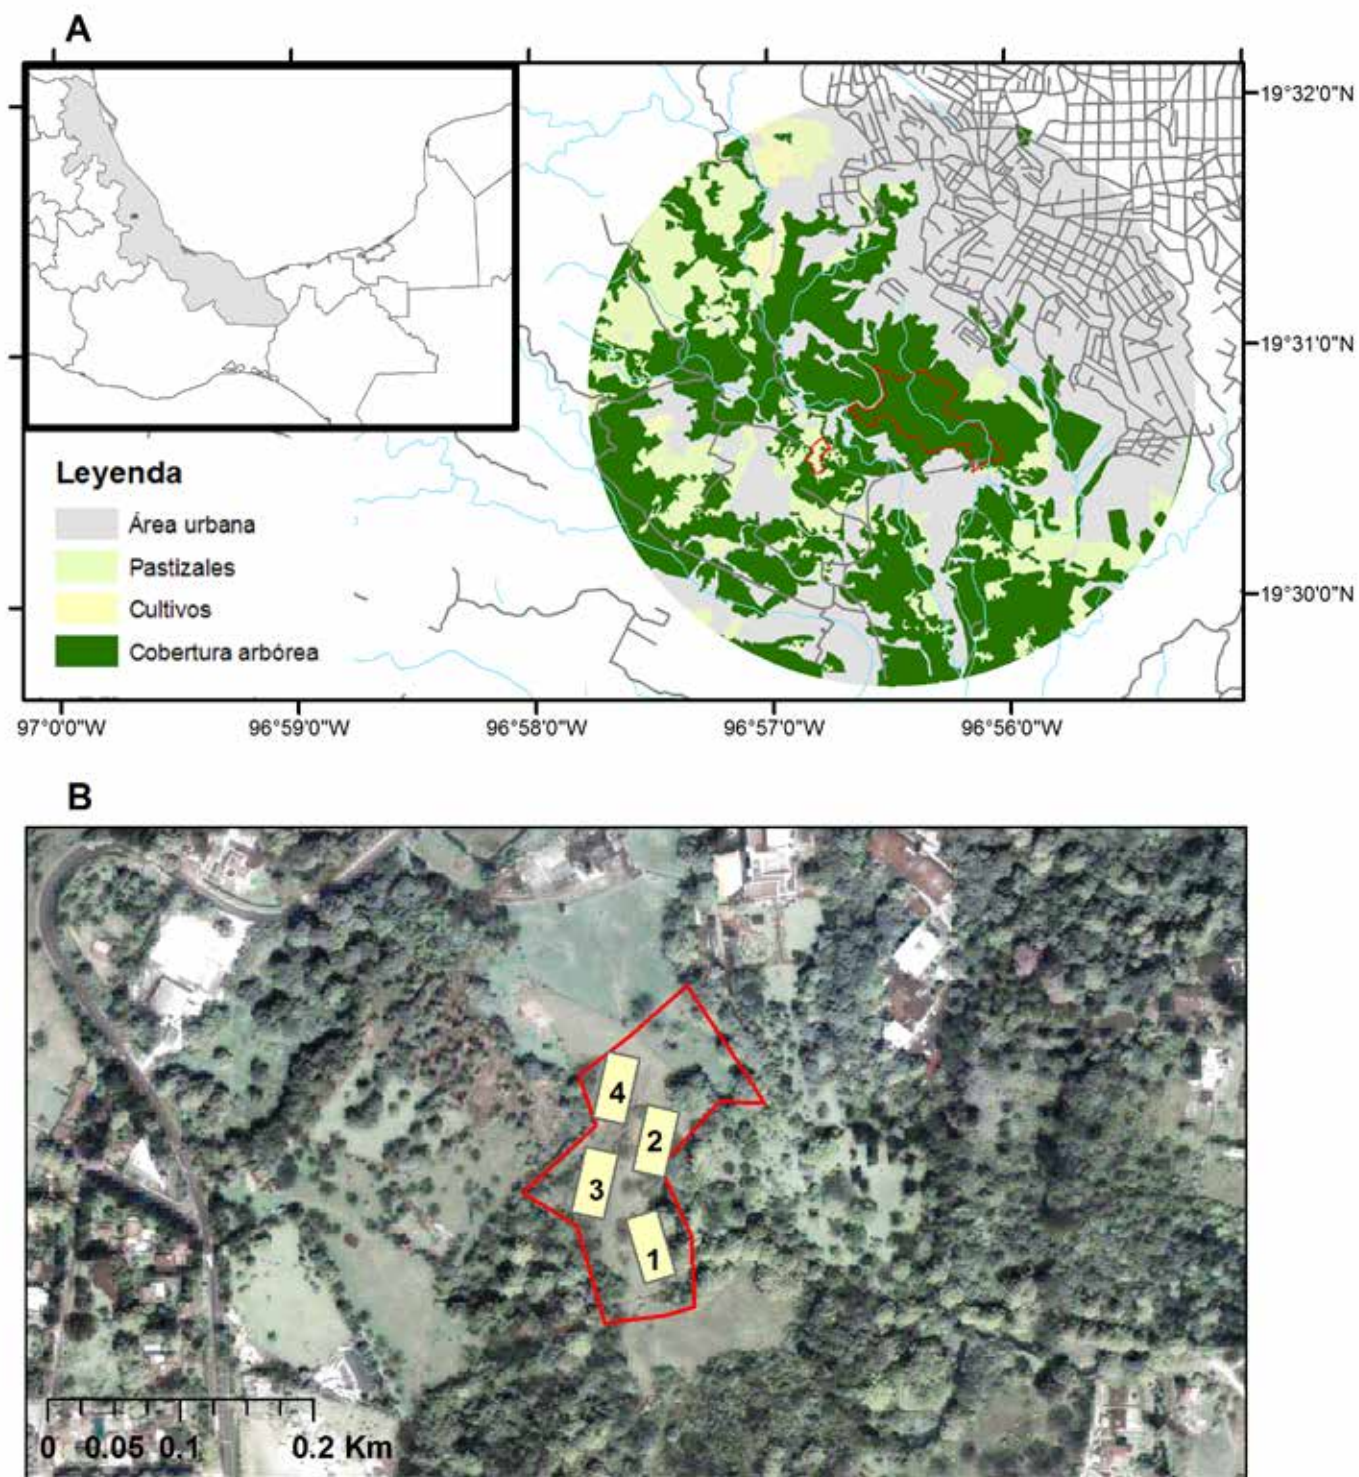 A
19°32'0"N
19°31'0"N
19°30'0"N
Leyenda
Área urbana
Pastizales
Cultivos
Cobertura arbórea
97°0'0"W 96°59'0"W 96°58'0"W 96°57'0"W 96°56'0"W
B
4
2
3
1
0 0.05 0.1 0.2 Km